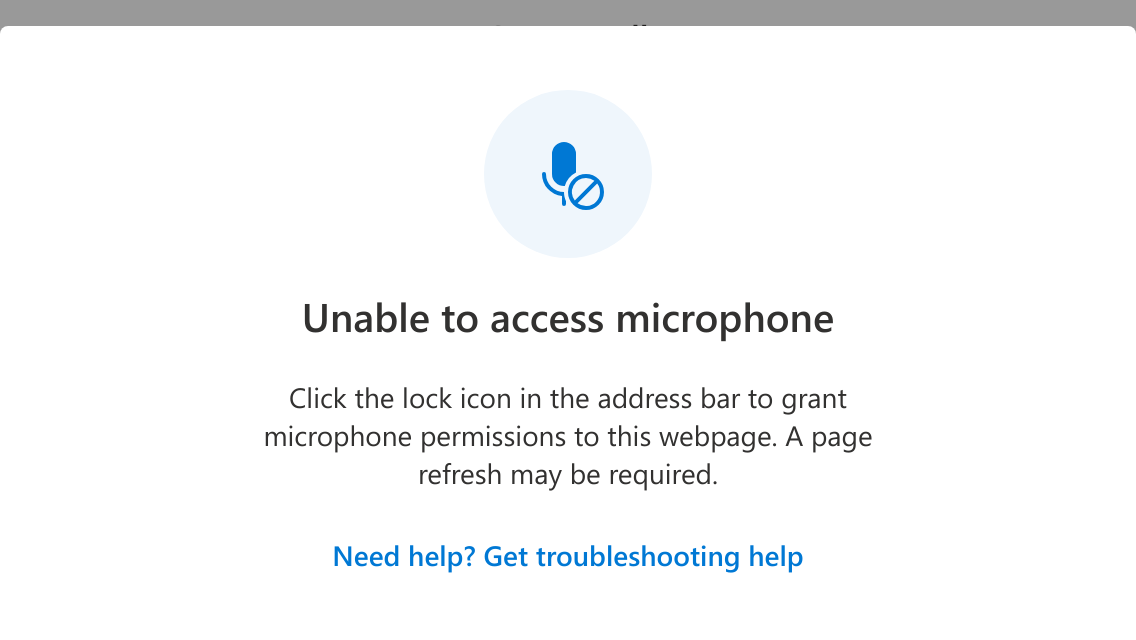 Unable to access microphone
Click the lock icon in the address bar to grant
microphone permissions to this webpage. A page
refresh may be required.
Need help? Get troubleshooting help